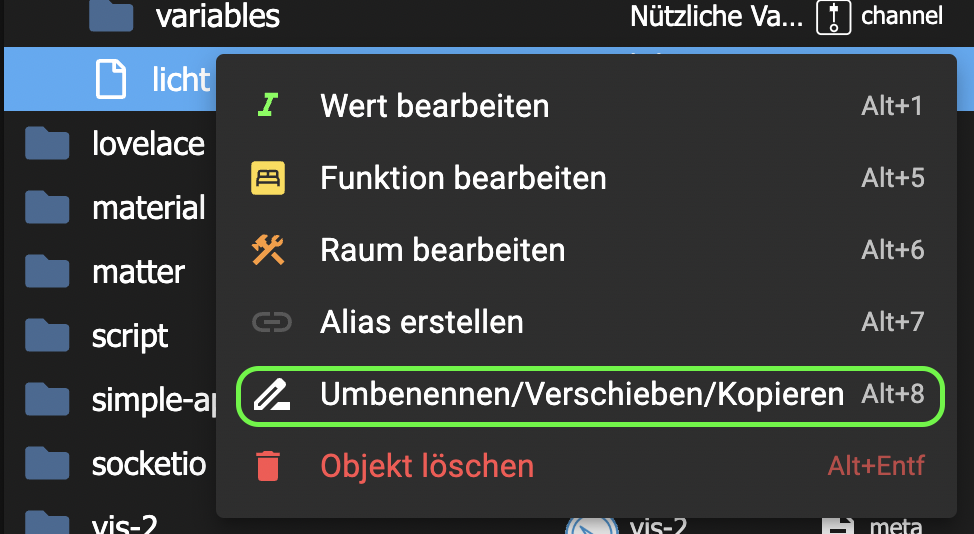 variables Nützliche Va... channel
licht
Wert bearbeiten Alt+1
lovelace
Funktion bearbeiten Alt+5
material
Raum bearbeiten Alt+6
matter
Alias erstellen Alt+7
script
Umbenennen/Verschieben/Kopieren Alt+8
simple-ap
socketio
Objekt löschen Alt+Entf
vis-2 vis-2 meta